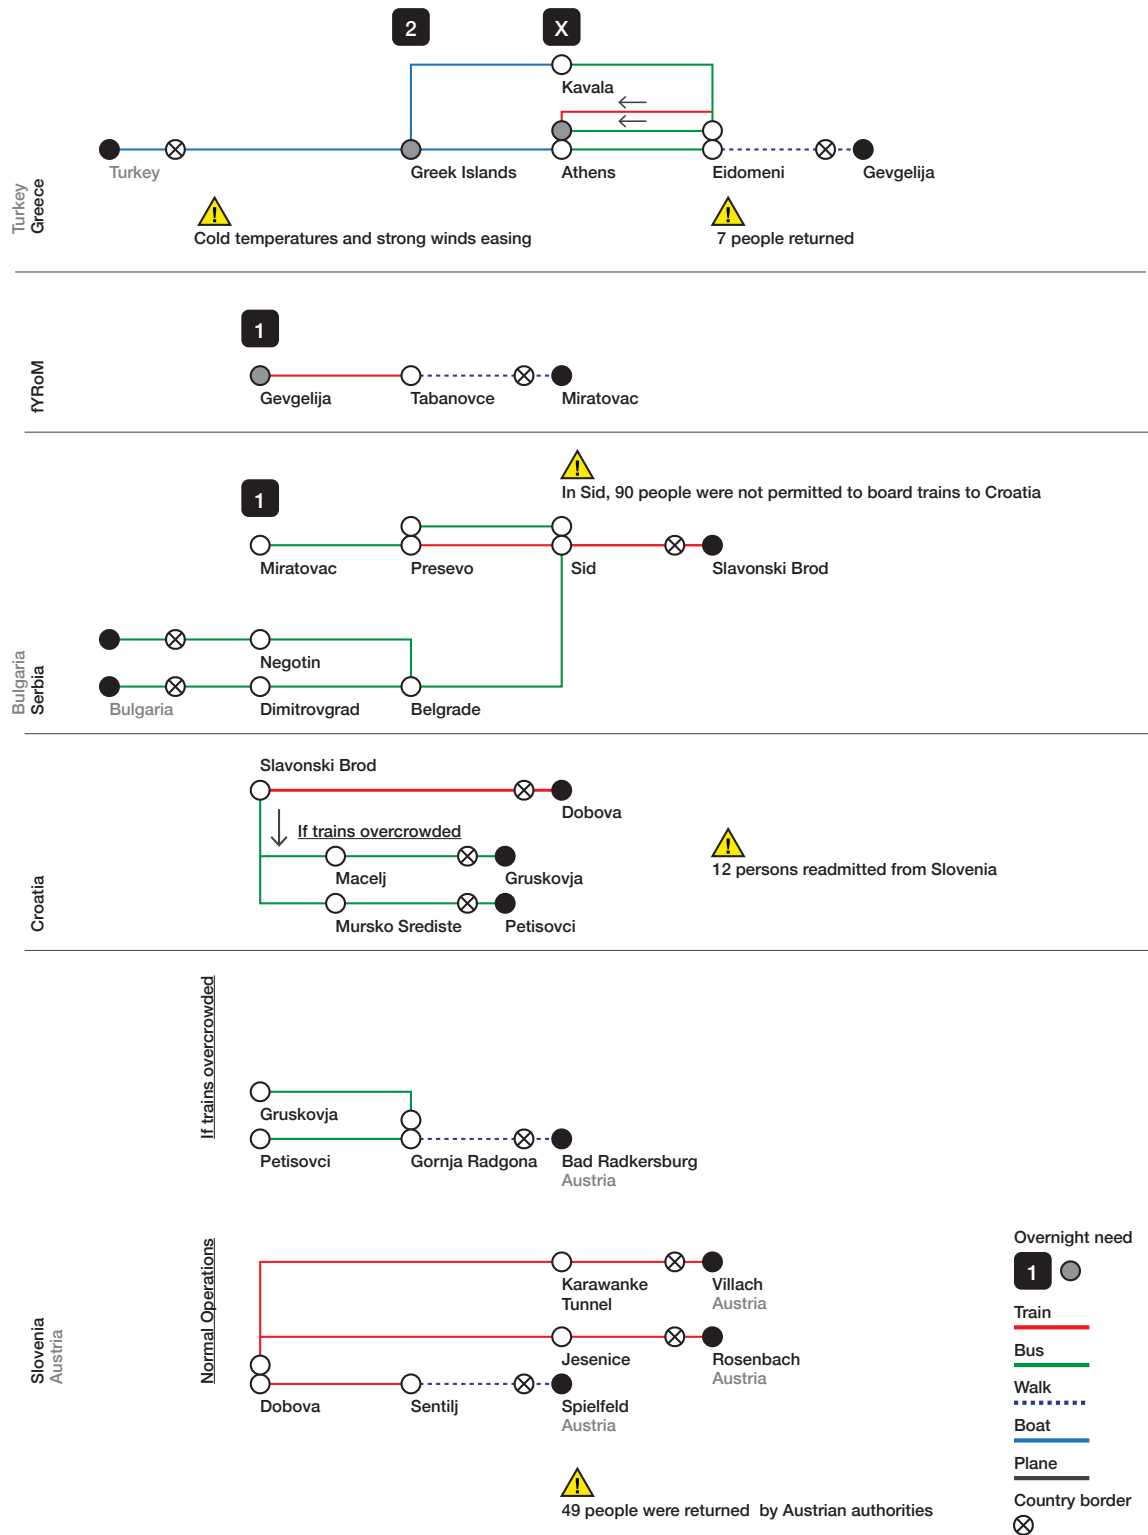 2
X
Kavala
Turkey
Greek Islands
Athens
Eidomeni
Gevgelija
Turkey
Greece
!
Cold temperatures and strong winds easing
!
7 people returned
fYRoM
1
Gevgelija
Tabanovce
Miratovac
!
In Sid, 90 people were not permitted to board trains to Croatia
1
Miratovac
Presevo
Sid
Slavonski Brod
Bulgaria
Serbia
Negotin
Bulgaria
Dimitrovgrad
Belgrade
Croatia
Slavonski Brod
Dobova
If trains overcrowded
Macelj
Gruskovja
Mursko Srediste
Petisovci
!
12 persons readmitted from Slovenia
Slovenia
Austria
If trains overcrowded
Gruskovja
Petisovci
Gornja Radgona
Bad Radkersburg
Austria
Normal Operations
Karawanke
Tunnel
Villach
Austria
Jesenice
Rosenbach
Austria
Dobova
Sentilj
Spielfeld
Austria
!
49 people were returned by Austrian authorities
Overnight need
1
Train
Bus
Walk
Boat
Plane
Country border